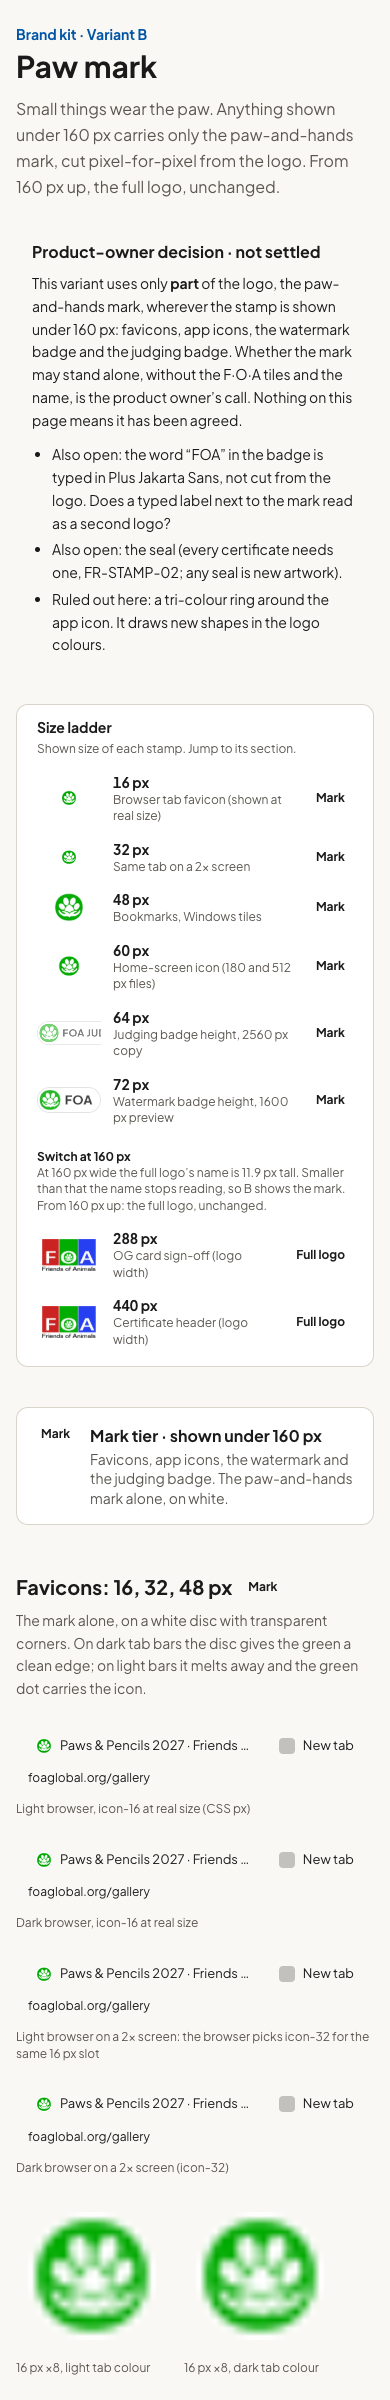 Brand kit · Variant B
Paw mark
Small things wear the paw. Anything shown
under 160 px carries only the paw-and-hands
mark, cut pixel-for-pixel from the logo. From
160 px up, the full logo, unchanged.
Product-owner decision · not settled
This variant uses only part of the logo, the paw-
and-hands mark, wherever the stamp is shown
under 160 px: favicons, app icons, the watermark
badge and the judging badge. Whether the mark
may stand alone, without the F·O·A tiles and the
name, is the product owner’s call. Nothing on this
page means it has been agreed.
• Also open: the word “FOA” in the badge is
typed in Plus Jakarta Sans, not cut from the
logo. Does a typed label next to the mark read
as a second logo?
• Also open: the seal (every certificate needs
one, FR-STAMP-02; any seal is new artwork).
• Ruled out here: a tri-colour ring around the
app icon. It draws new shapes in the logo
colours.
Size ladder
Shown size of each stamp. Jump to its section.
16 px
Browser tab favicon (shown at
real size)
Mark
32 px
Same tab on a 2× screen
Mark
48 px
Bookmarks, Windows tiles
Mark
60 px
Home-screen icon (180 and 512
px files)
Mark
FOA JUD
64 px
Judging badge height, 2560 px
copy
Mark
FOA
72 px
Watermark badge height, 1600
px preview
Mark
Switch at 160 px
At 160 px wide the full logo’s name is 11.9 px tall. Smaller
than that the name stops reading, so B shows the mark.
From 160 px up: the full logo, unchanged.
FOA
Friends of Animals
288 px
OG card sign-off (logo
width)
Full logo
FOA
Friends of Animals
440 px
Certificate header (logo
width)
Full logo
Mark
Mark tier · shown under 160 px
Favicons, app icons, the watermark and
the judging badge. The paw-and-hands
mark alone, on white.
Favicons: 16, 32, 48 px Mark
The mark alone, on a white disc with transparent
corners. On dark tab bars the disc gives the green a
clean edge; on light bars it melts away and the green
dot carries the icon.
Paws & Pencils 2027 · Friends … New tab
foaglobal.org/gallery
Light browser, icon-16 at real size (CSS px)
Paws & Pencils 2027 · Friends … New tab
foaglobal.org/gallery
Dark browser, icon-16 at real size
Paws & Pencils 2027 · Friends … New tab
foaglobal.org/gallery
Light browser on a 2× screen: the browser picks icon-32 for the
same 16 px slot
Paws & Pencils 2027 · Friends … New tab
foaglobal.org/gallery
Dark browser on a 2× screen (icon-32)
16 px ×8, light tab colour
16 px ×8, dark tab colour